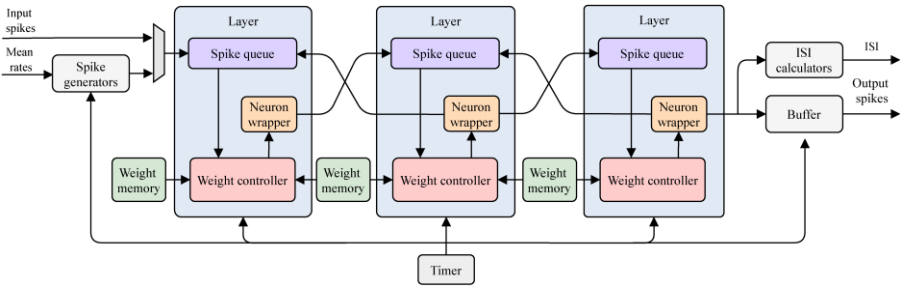 Input
spikes
Mean
rates
Spike
generators
Layer
Spike queue
Neuron
wrapper
Weight
memory
Weight controller
Layer
Spike queue
Neuron
wrapper
Weight
memory
Weight controller
Layer
Spike queue
Neuron
wrapper
Weight
memory
Weight controller
ISI
calculators
ISI
Buffer
Output
spikes
Timer